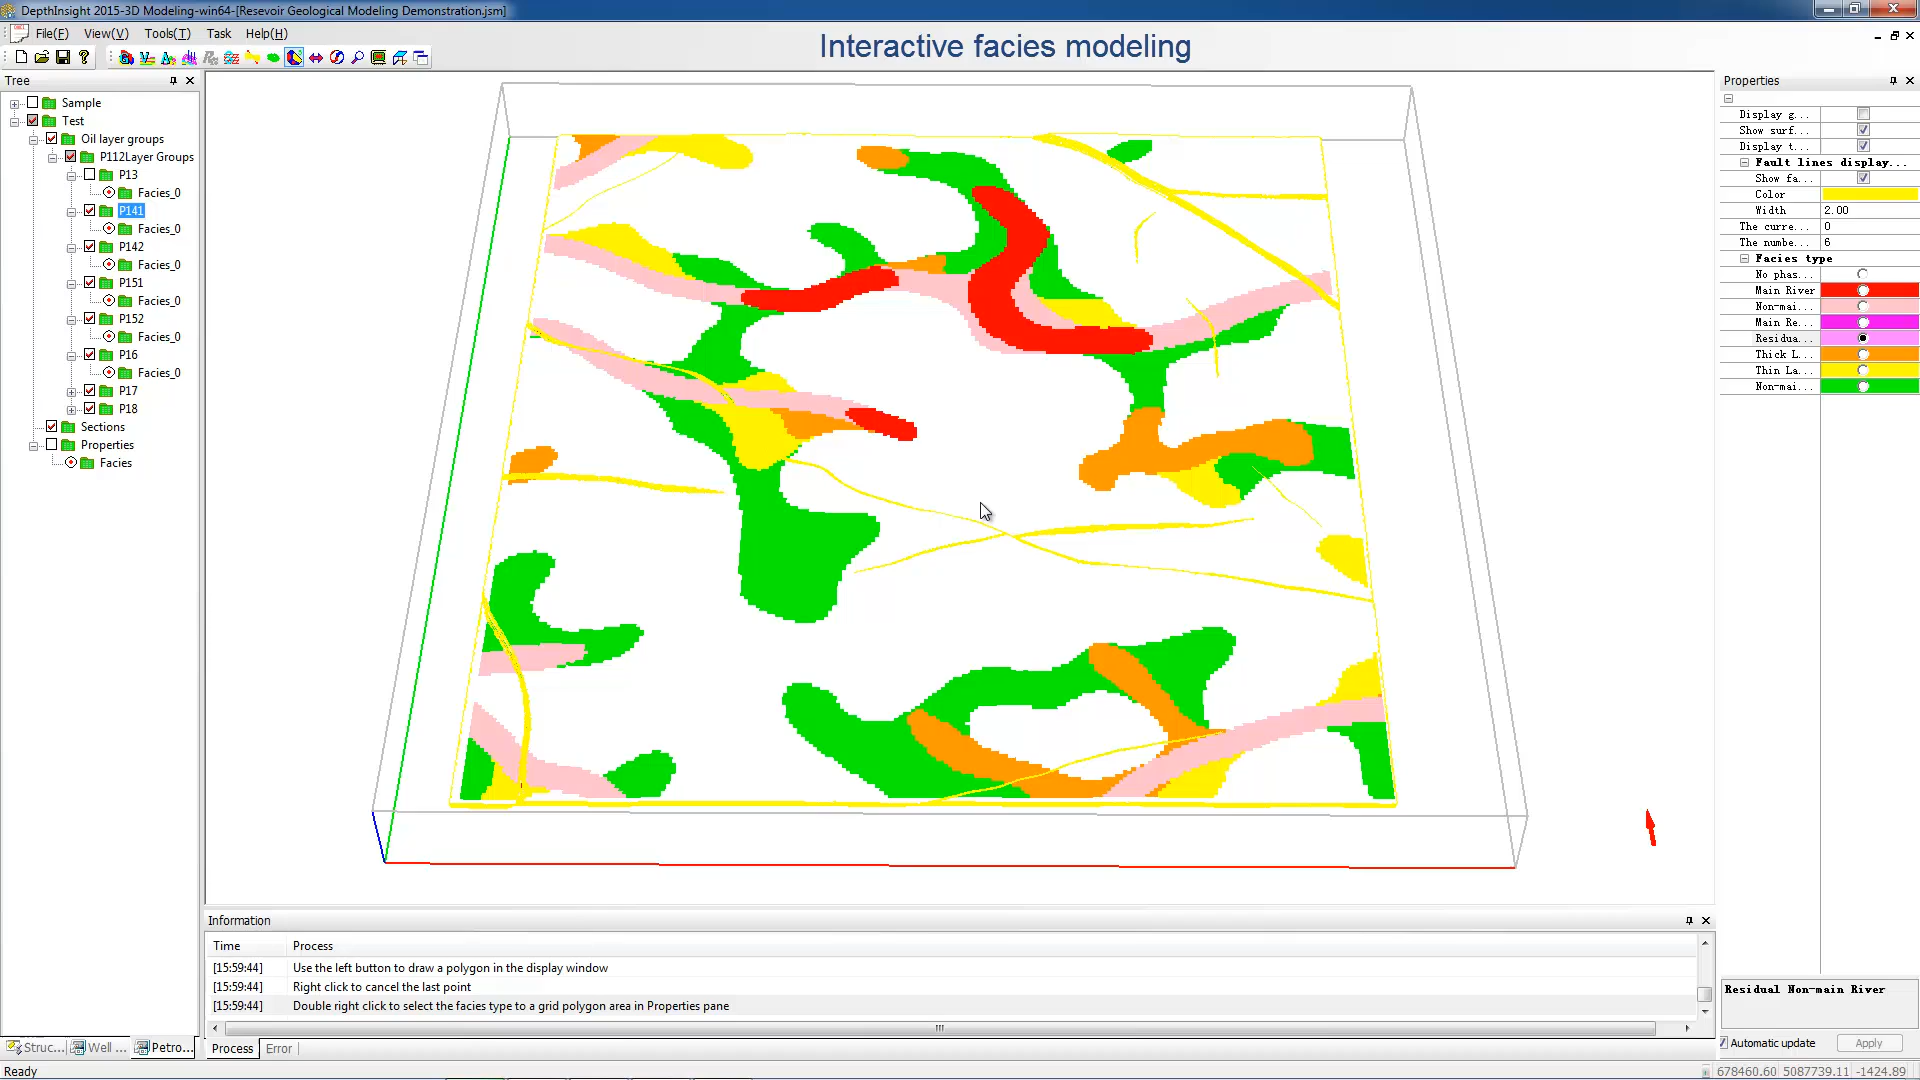 DepthInsight 2015-3D Modeling-win64-[Resevoir Geological Modeling Demonstration.jsm]
File(F) View(V) Tools(T) Task Help(H)
Interactive facies modeling
Tree
Sample
Test
Oil layer groups
P112Layer Groups
P13
Facies_0
P141
Facies_0
P142
Facies_0
P151
Facies_0
P152
Facies_0
P16
Facies_0
P17
P18
Sections
Properties
Facies
Struc... Well ... Petro...
Properties
Display g...
Show surf...
Display t...
Fault lines display...
Show fa...
Color
Width 2.00
The curre... 0
The numbe... 6
Facies type
No phas...
Main River
Non-mai...
Main Re...
Residua...
Thick L...
Thin La...
Non-mai...
Residual Non-main River
Automatic update Apply
Information
Time Process
[15:59:44] Use the left button to draw a polygon in the display window
[15:59:44] Right click to cancel the last point
[15:59:44] Double right click to select the facies type to a grid polygon area in Properties pane
Process Error
Ready
678460.60 5087739.11 -1424.89